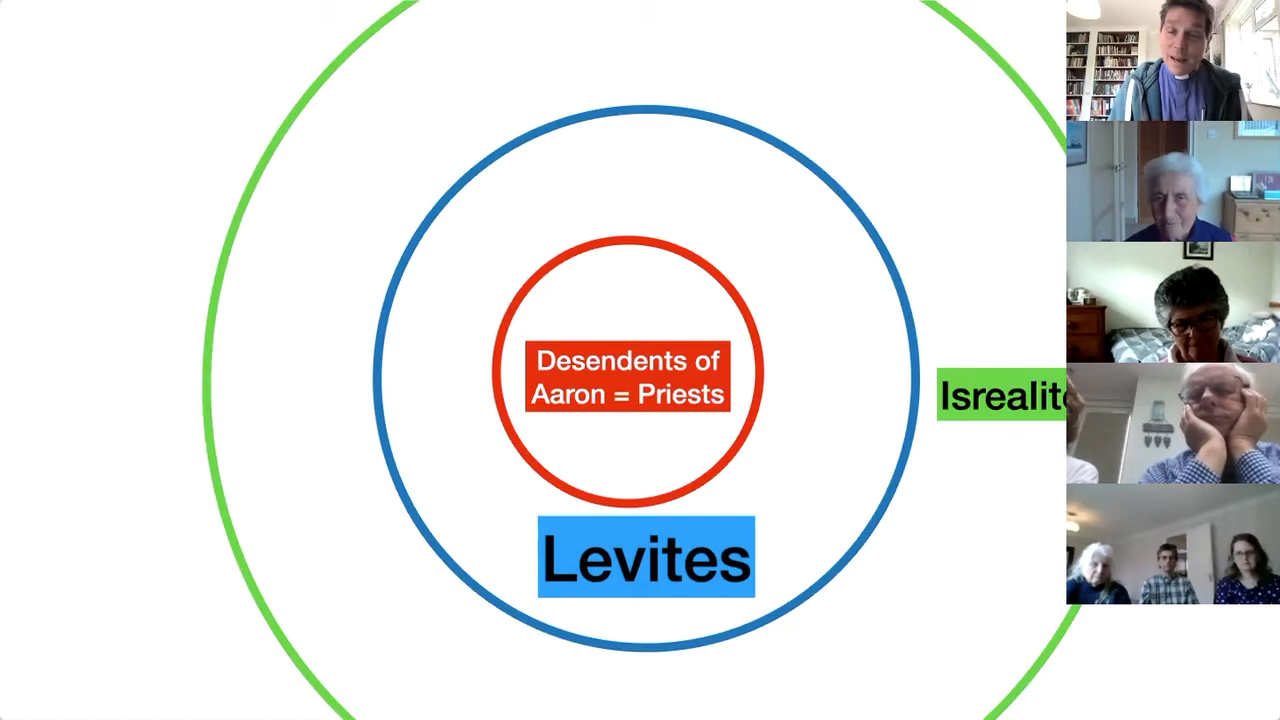 Desendents of
Aaron = Priests
Isrealit
Levites